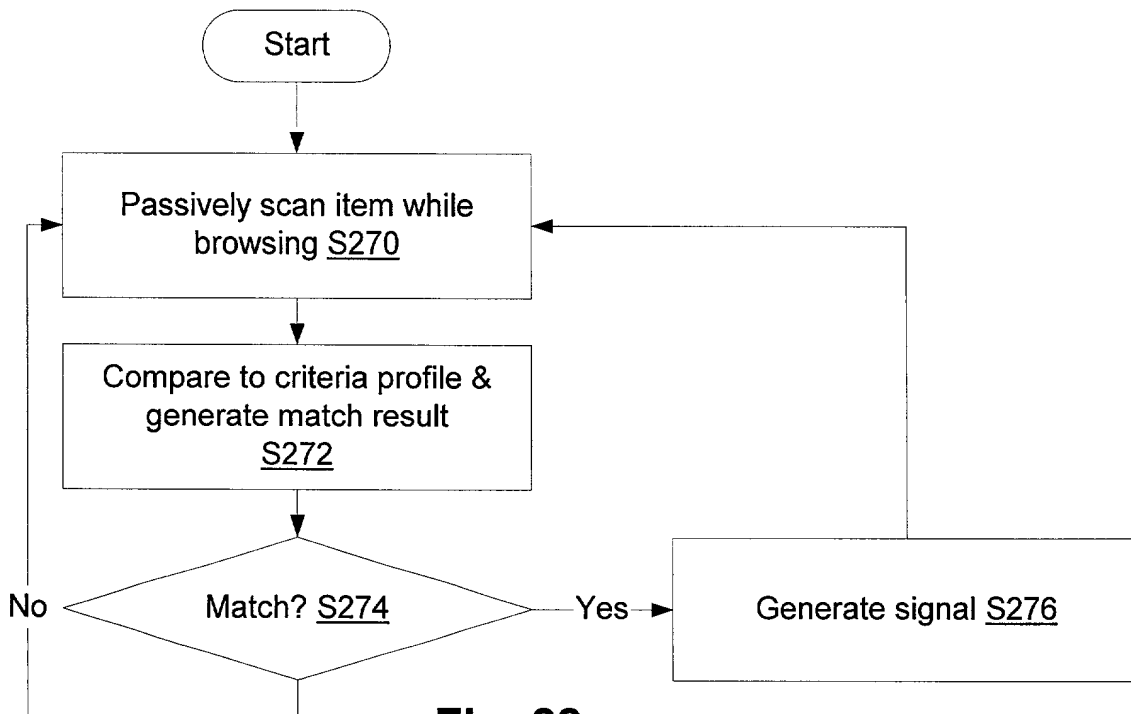 Start
Passively scan item while
browsing S270
Compare to criteria profile &
generate match result
S272
Match? S274
No
Yes
Generate signal S276